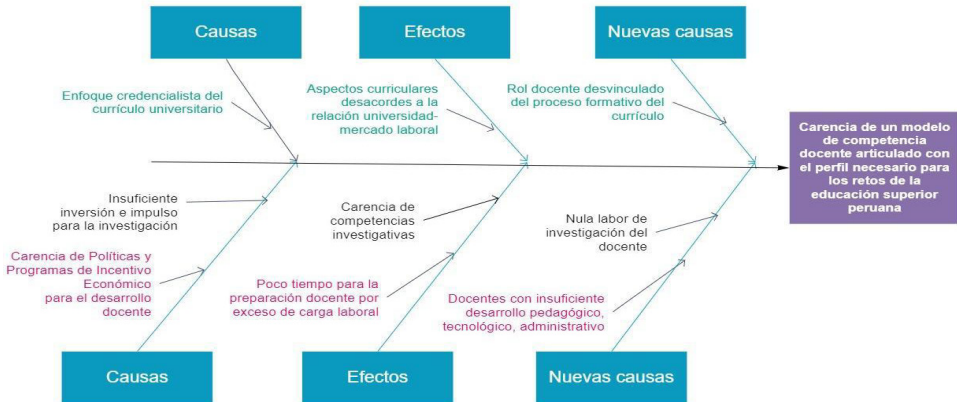 Causas
Efectos
Nuevas causas
Enfoque credencialista del
currículo universitario
Aspectos curriculares
desacordes a la
relación universidad-
mercado laboral
Rol docente desvinculado
del proceso formativo del
currículo
Carencia de un modelo
de competencia
docente articulado con
el perfil necesario para
los retos de la
educación superior
peruana
Insuficiente
inversión e impulso
para la investigación
Carencia de
competencias
investigativas
Nula labor de
investigación del
docente
Carencia de Políticas y
Programas de Incentivo
Económico
para el desarrollo
docente
Poco tiempo para la
preparación docente por
exceso de carga laboral
Docentes con insuficiente
desarrollo pedagógico,
tecnológico, administrativo
Causas
Efectos
Nuevas causas